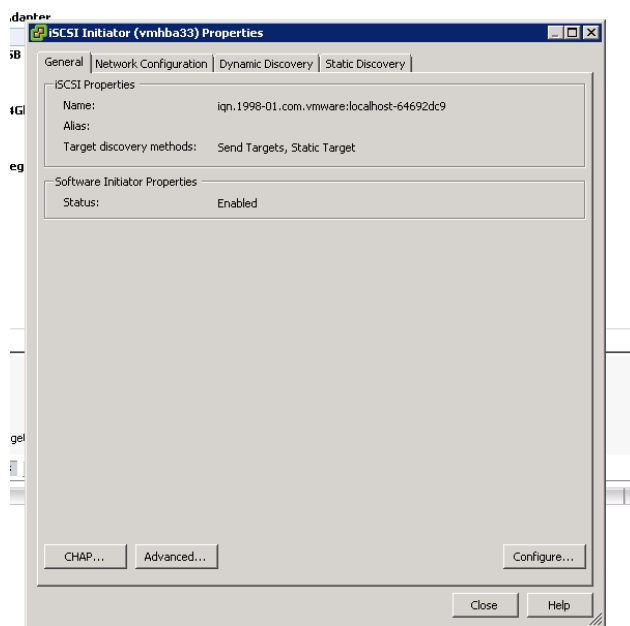 dapter
iSCSI Initiator (vmhba33) Properties
SB
General Network Configuration Dynamic Discovery Static Discovery
iSCSI Properties
Name: iqn.1998-01.com.vmware:localhost-64692dc9
Alias:
Target discovery methods: Send Targets, Static Target
Software Initiator Properties
Status: Enabled
CHAP... Advanced... Configure...
Close Help